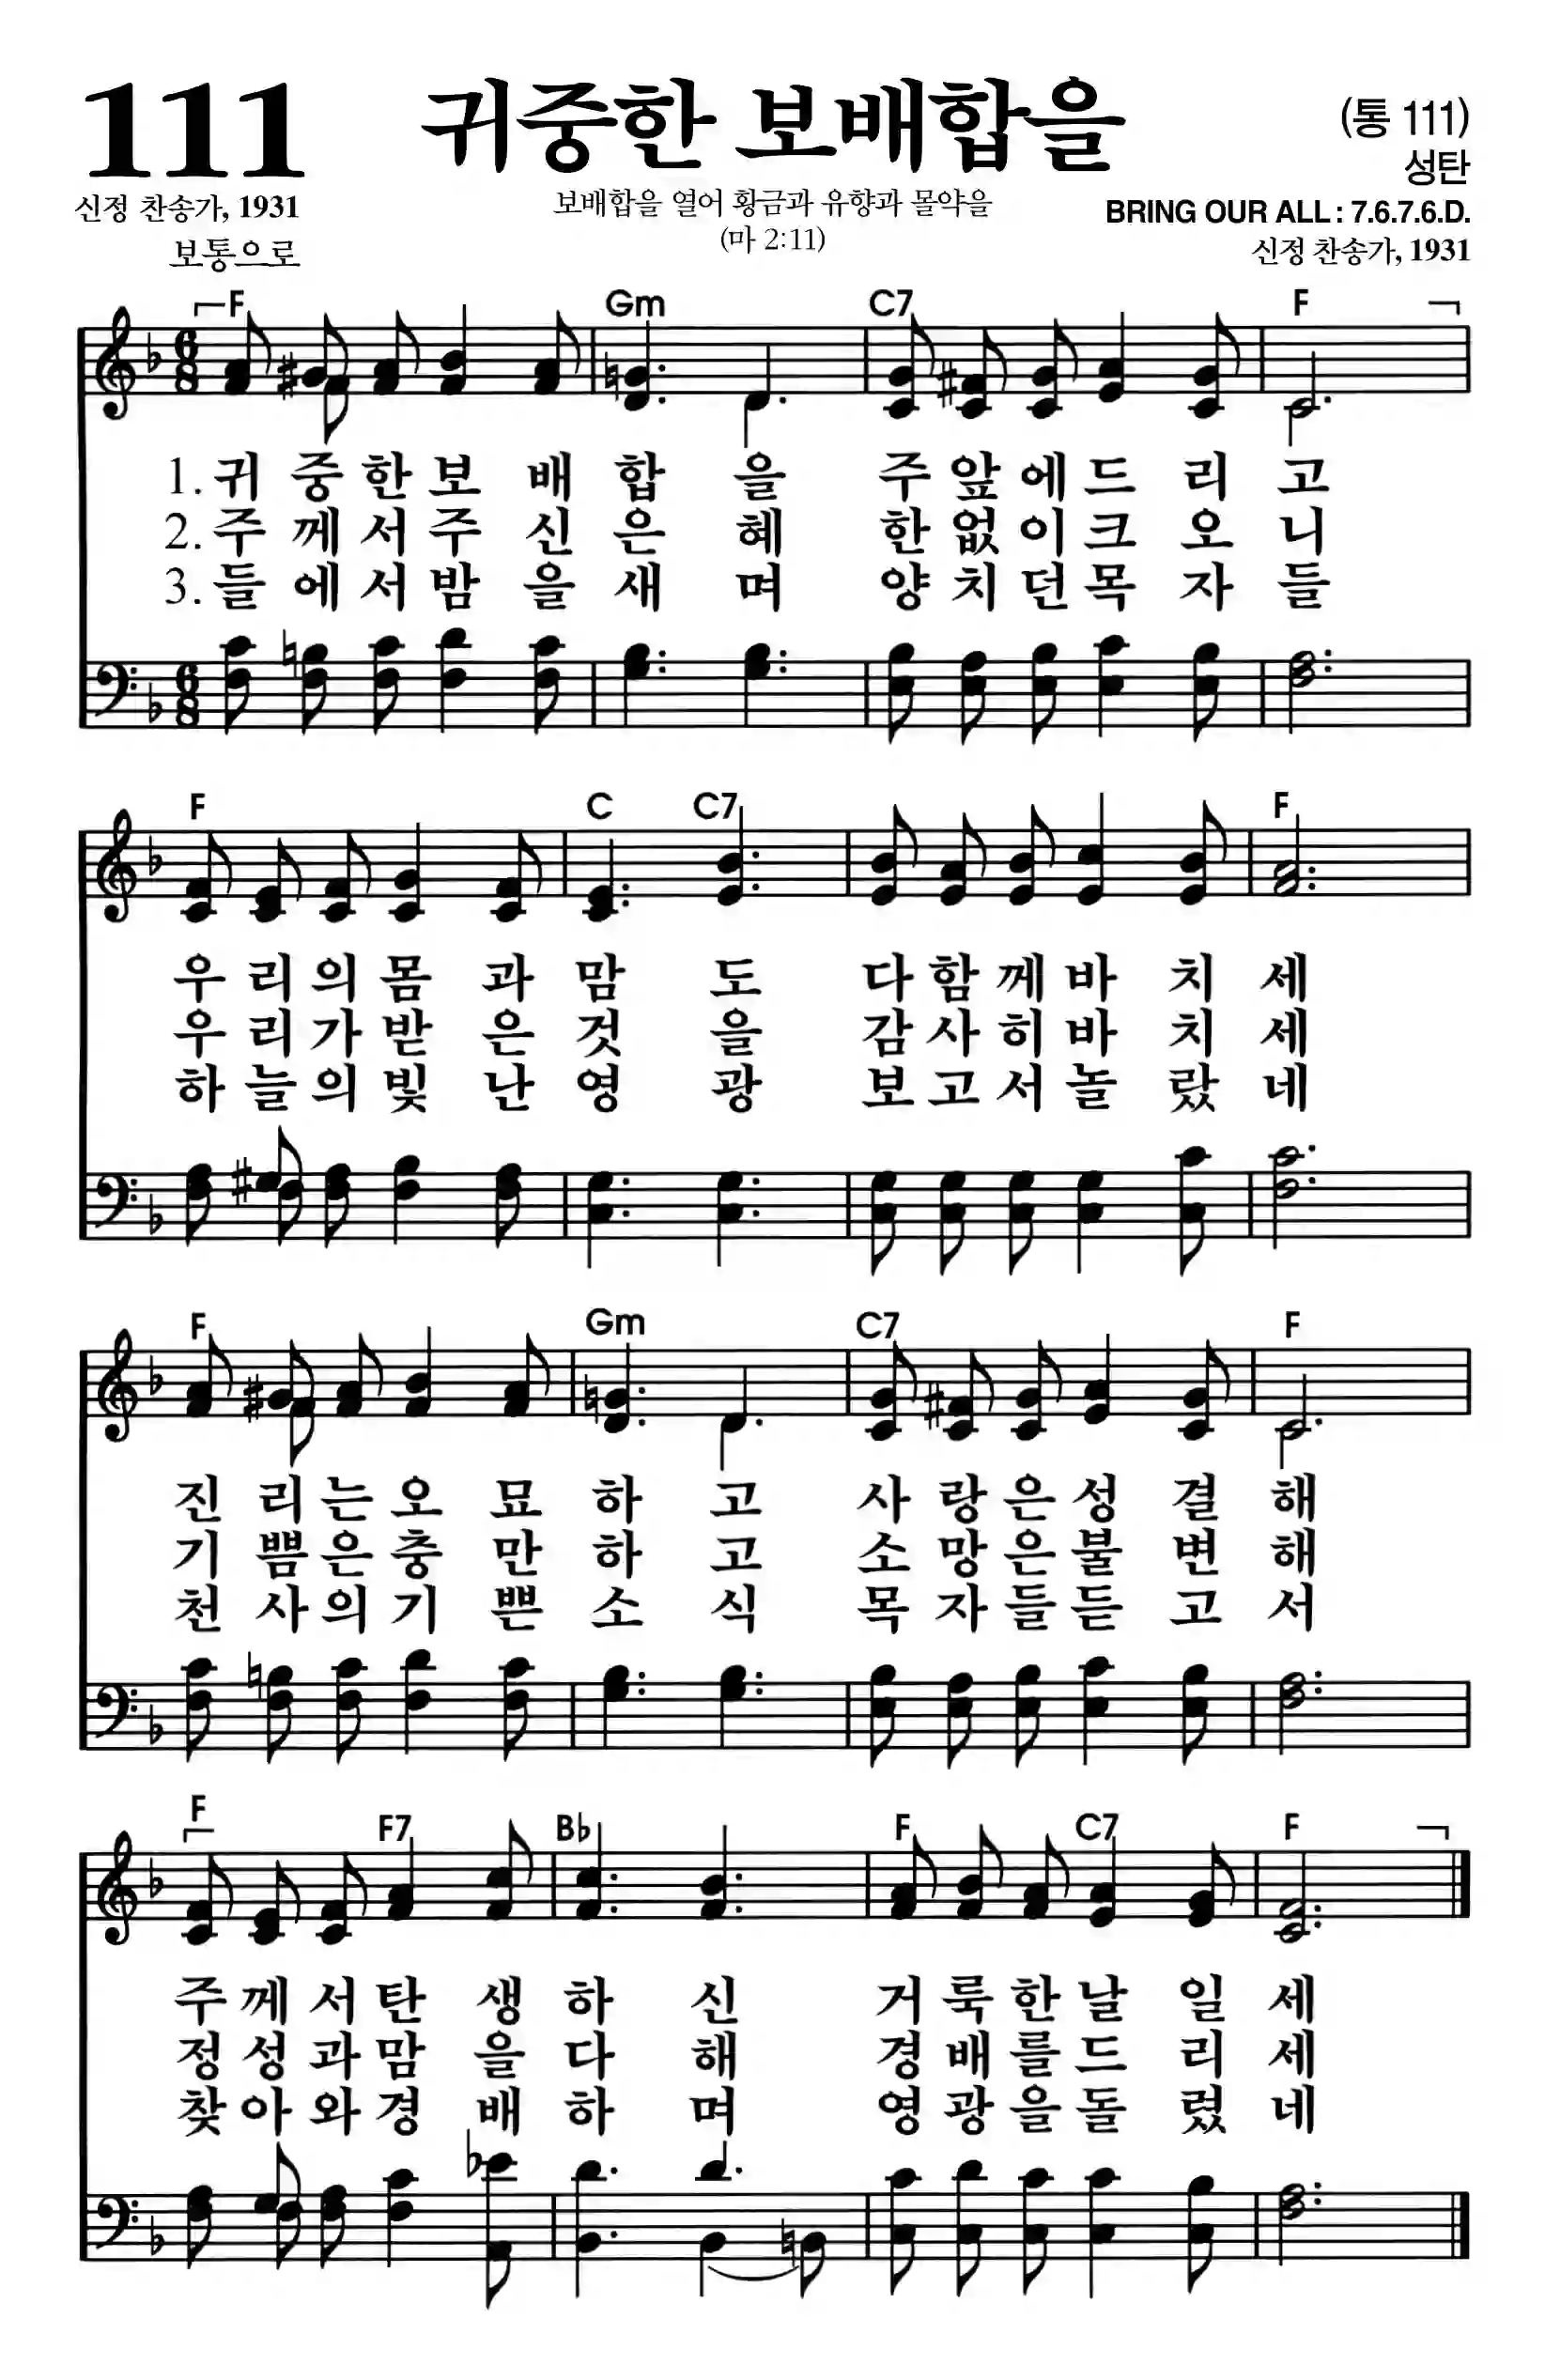 111 귀중한 보배합을 (통 111)
성탄
신정 찬송가, 1931 보배합을 열어 황금과 유향과 몰약을 BRING OUR ALL : 7.6.7.6.D.
보통으로 (마 2:11) 신정 찬송가, 1931
F Gm C7 F
1. 귀 중 한 보 배 합 을 주 앞 에 드 리 고
2. 주 께 서 주 신 은 혜 한 없 이 크 오 니
3. 들 에 서 밤 을 새 며 양 치 던 목 자 들
F C C7 F
우 리 의 몸 과 맘 도 다 함 께 바 치 세
우 리 가 받 은 것 을 감 사 히 바 치 세
하 늘 의 빛 난 영 광 보 고 서 놀 랐 네
F Gm C7 F
진 리 는 오 묘 하 고 사 랑 은 성 결 해
기 쁨 은 충 만 하 고 소 망 은 불 변 해
천 사 의 기 쁜 소 식 목 자 들 듣 고 서
F F7 B♭ F C7 F
주 께 서 탄 생 하 신 거 룩 한 날 일 세
정 성 과 맘 을 다 해 경 배 를 드 리 세
찾 아 와 경 배 하 며 영 광 을 돌 렸 네